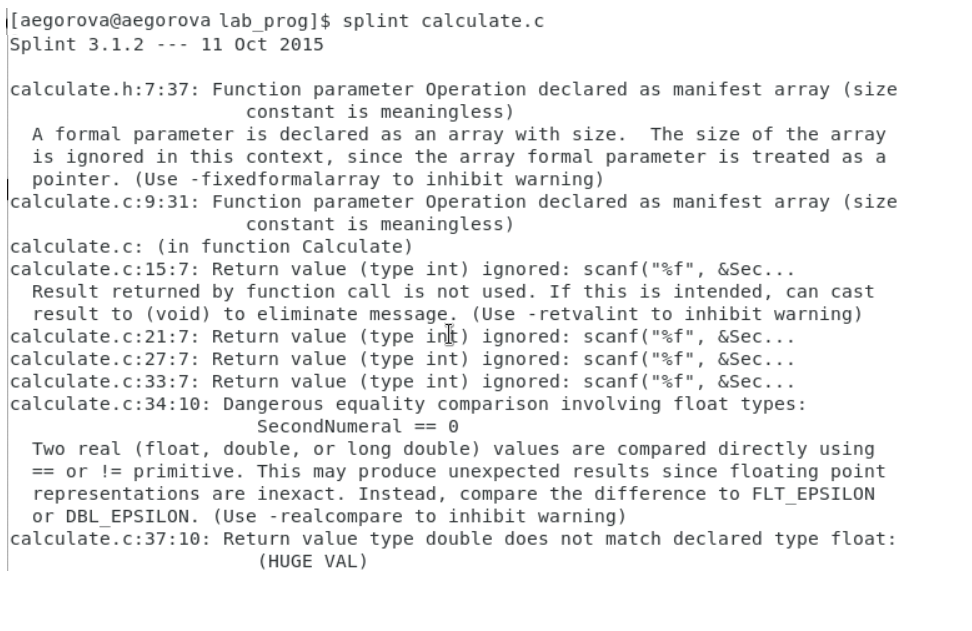 [aegorova@aegorova lab_prog]$ splint calculate.c
Splint 3.1.2 --- 11 Oct 2015

calculate.h:7:37: Function parameter Operation declared as manifest array (size
                     constant is meaningless)
  A formal parameter is declared as an array with size.  The size of the array
  is ignored in this context, since the array formal parameter is treated as a
  pointer. (Use -fixedformalarray to inhibit warning)
calculate.c:9:31: Function parameter Operation declared as manifest array (size
                     constant is meaningless)
calculate.c: (in function Calculate)
calculate.c:15:7: Return value (type int) ignored: scanf("%f", &Sec...
  Result returned by function call is not used. If this is intended, can cast
  result to (void) to eliminate message. (Use -retvalint to inhibit warning)
calculate.c:21:7: Return value (type int) ignored: scanf("%f", &Sec...
calculate.c:27:7: Return value (type int) ignored: scanf("%f", &Sec...
calculate.c:33:7: Return value (type int) ignored: scanf("%f", &Sec...
calculate.c:34:10: Dangerous equality comparison involving float types:
                      SecondNumeral == 0
  Two real (float, double, or long double) values are compared directly using
  == or != primitive. This may produce unexpected results since floating point
  representations are inexact. Instead, compare the difference to FLT_EPSILON
  or DBL_EPSILON. (Use -realcompare to inhibit warning)
calculate.c:37:10: Return value type double does not match declared type float:
                      (HUGE_VAL)